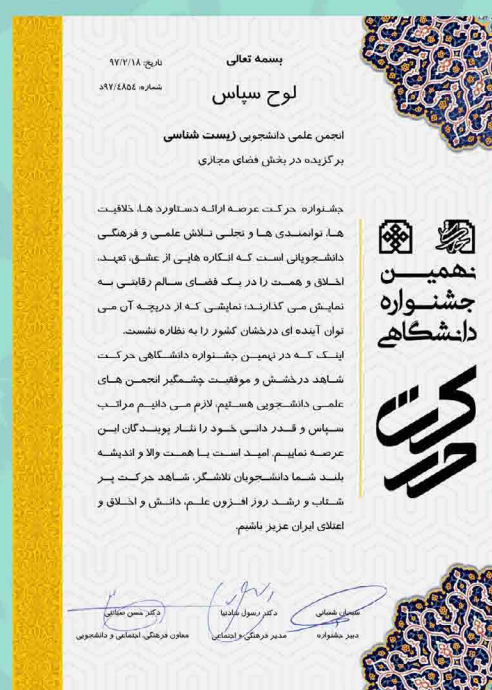 بسمه تعالی
تاریخ: ۹۷/۲/۱۸
لوح سپاس
شماره: ۹۷/٤٨٥٤د
انجمن علمی دانشجویی زیست شناسی
برگزیده در بخش فضای مجازی
جشنواره حرکت عرصه ارائه دستاورد ها، خلاقیت
ها، توانمندی ها و تجلی تلاش علمی و فرهنگی
دانشجویانی است که انگاره هایی از عشق، تعهد،
اخلاق و همت را در یک فضای سالم رقابتی به
نمایش می گذارند؛ نمایشی که از دریچه آن می
توان آینده ای درخشان کشور را به نظاره نشست.
اینک که در نهمین جشنواره دانشگاهی حرکت
شاهد درخشش و موفقیت چشمگیر انجمن های
علمی دانشجویی هستیم، لازم می دانیم مراتب
سپاس و قدر دانی خود را نثار پویندگان این
عرصه نماییم. امید است با همت والا و اندیشه
بلند شما دانشجویان تلاشگر، شاهد حرکت پر
شتاب و رشد روز افزون علم، دانش و اخلاق و
اعتلای ایران عزیز باشیم.
نهمین
جشنواره
دانشگاهی
حرکت
شعبانی
دبیر جشنواره
دکتر رسول
مدیر فرهنگی و اجتماعی
دکتر حسن
معاون فرهنگی، اجتماعی و دانشجویی